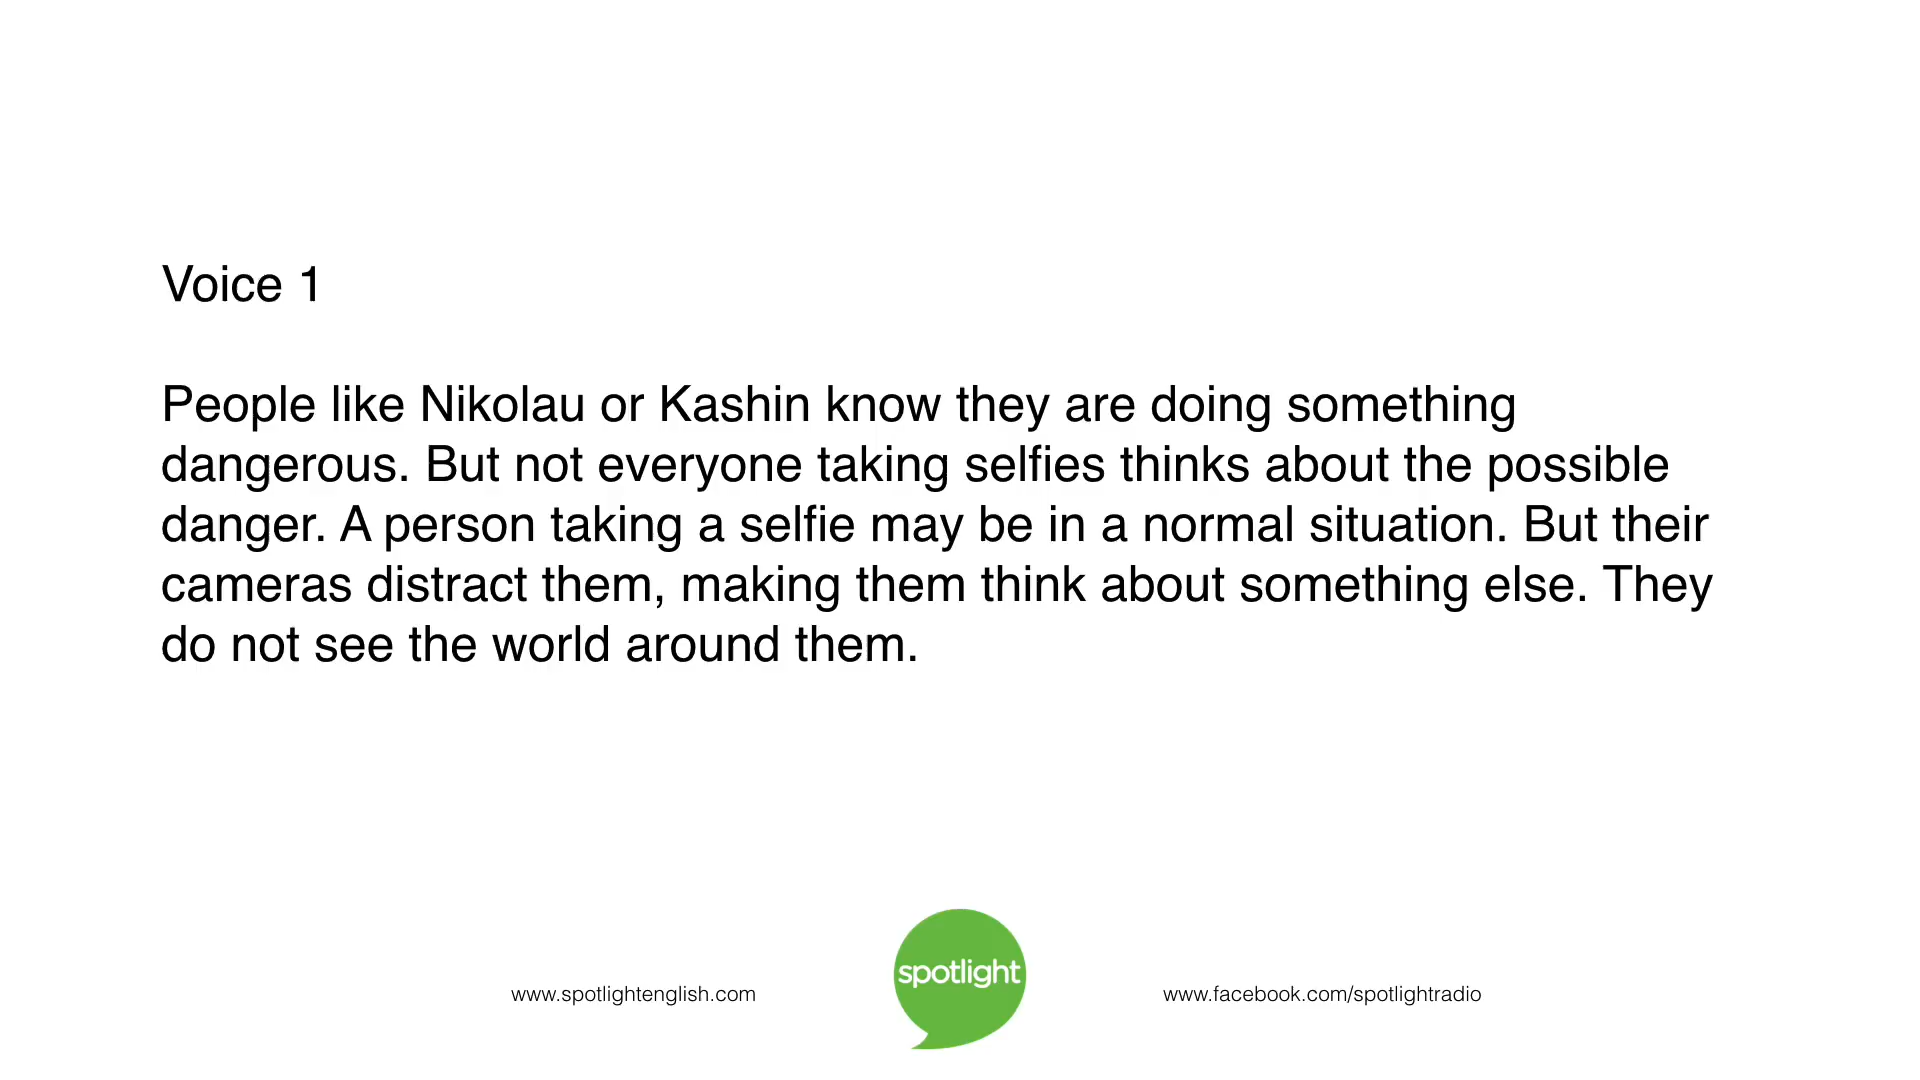 Voice 1
People like Nikolau or Kashin know they are doing something
dangerous. But not everyone taking selfies thinks about the possible
danger. A person taking a selfie may be in a normal situation. But their
cameras distract them, making them think about something else. They
do not see the world around them.
spotlight
www.spotlightenglish.com
www.facebook.com/spotlightradio